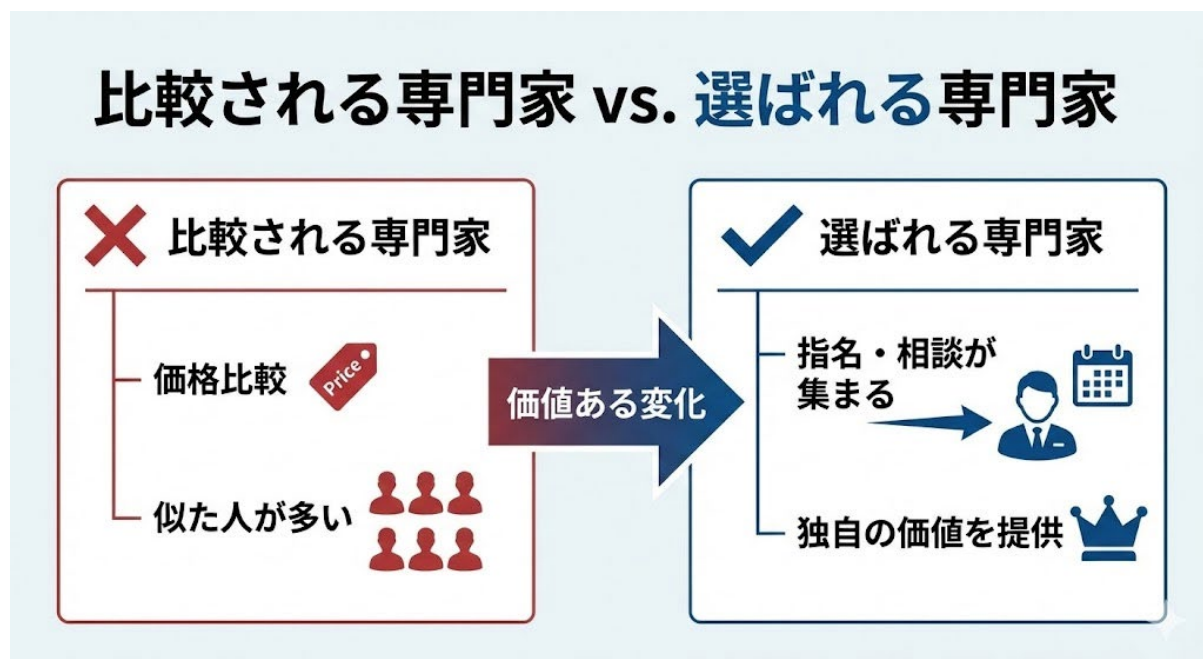 比較される専門家 vs. 選ばれる専門家
比較される専門家
価格比較
Price
似た人が多い
価値ある変化
選ばれる専門家
指名・相談が
集まる
独自の価値を提供